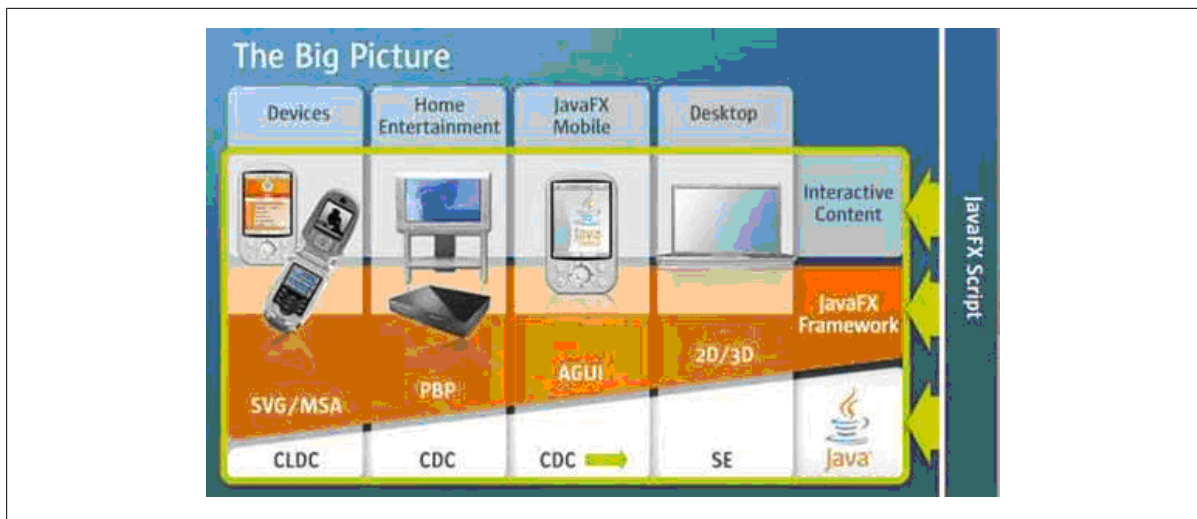 The Big Picture
Devices
Home
Entertainment
JavaFX
Mobile
Desktop
Interactive
Content
JavaFX
Framework
SVG/MSA
PBP
AGUI
2D/3D
CLDC
CDC
CDC
SE
Java
JavaFX Script
Java